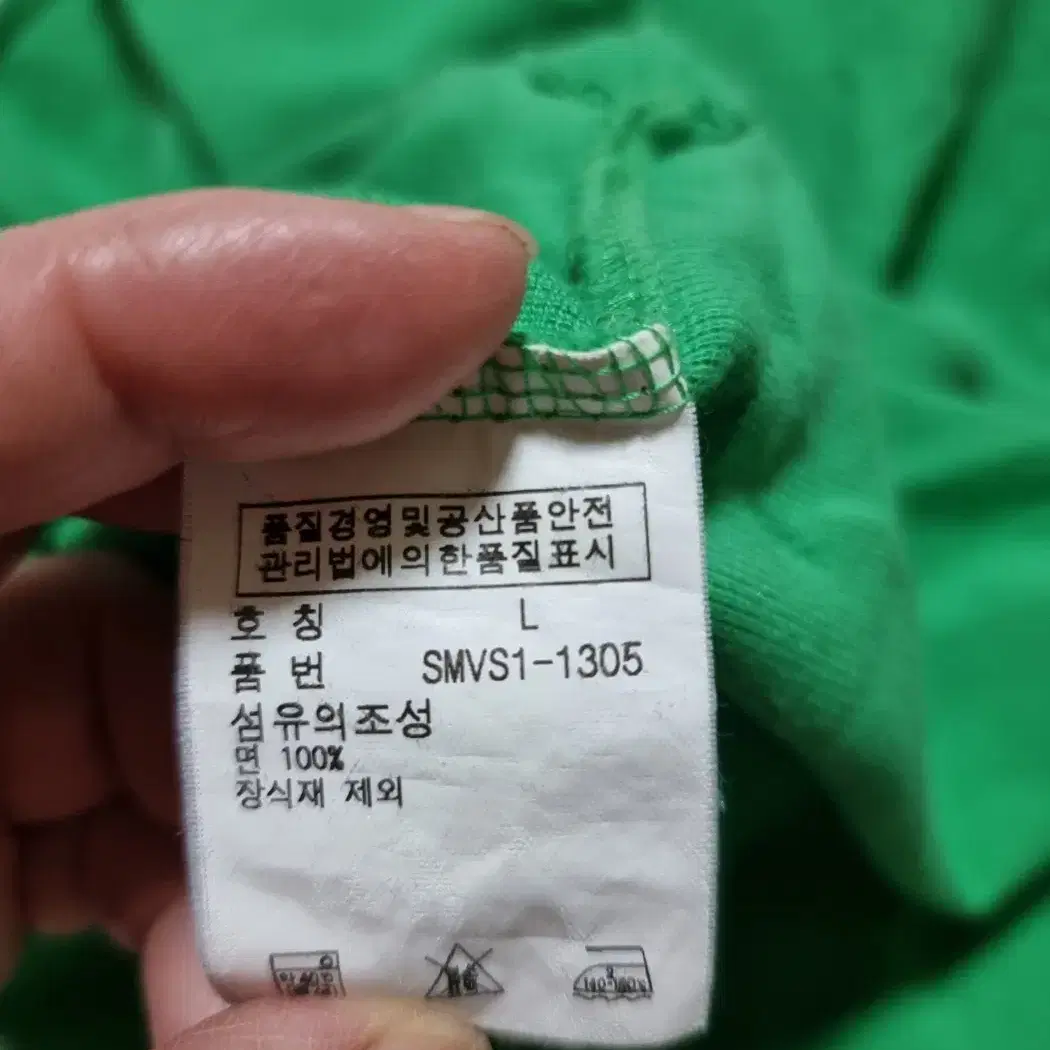 품질경영및공산품안전
관리법에의한품질표시
호 칭 L
품 번 SMVS1-1305
섬유의조성
면 100%
장식재 제외